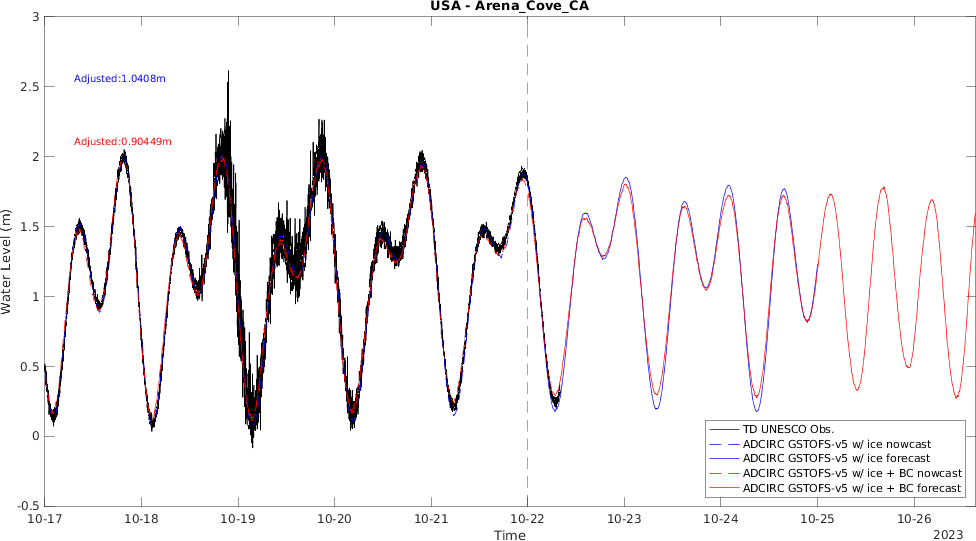 USA - Arena_Cove_CA
3
2.5
2
1.5
1
0.5
0
-0.5
Water Level (m)
Adjusted:1.0408m
Adjusted:0.90449m
TD UNESCO Obs.
ADCIRC GSTOFS-v5 w/ ice nowcast
ADCIRC GSTOFS-v5 w/ ice forecast
ADCIRC GSTOFS-v5 w/ ice + BC nowcast
ADCIRC GSTOFS-v5 w/ ice + BC forecast
10-17 10-18 10-19 10-20 10-21 10-22 10-23 10-24 10-25 10-26
Time
2023